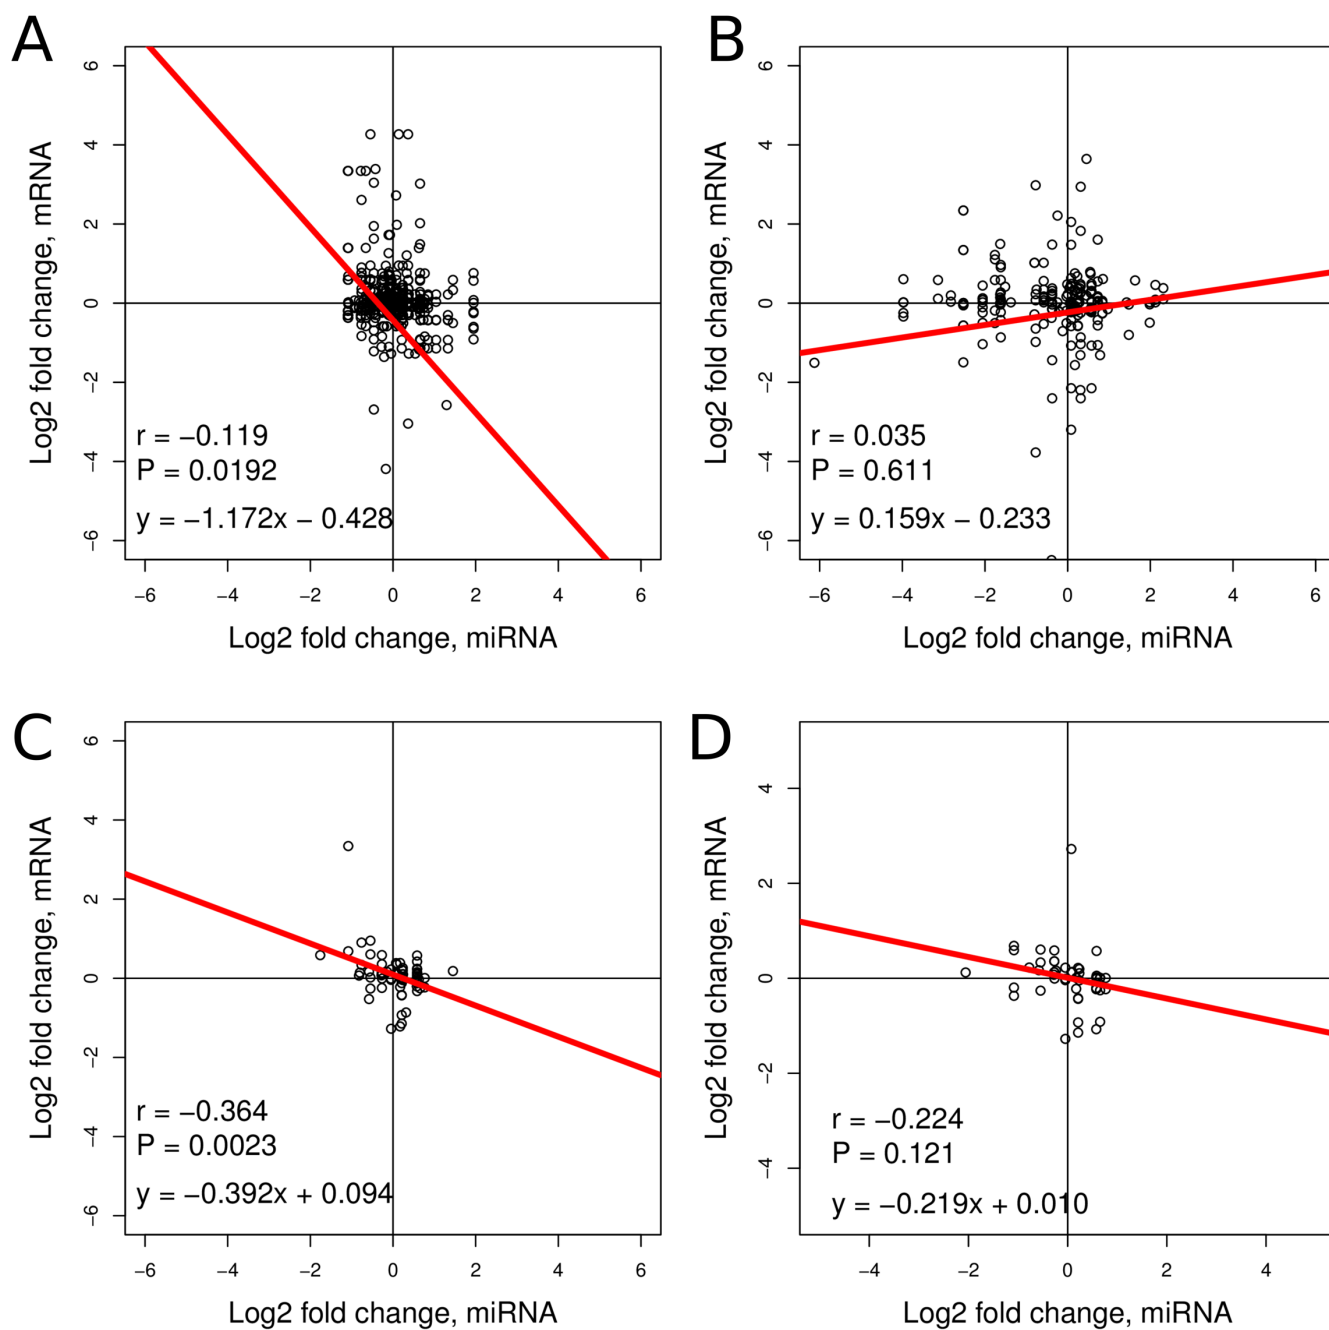 A
6
4
2
0
−2
−4
−6
Log2 fold change, mRNA
r = −0.119
P = 0.0192
y = −1.172x − 0.428
−6 −4 −2 0 2 4 6
Log2 fold change, miRNA
B
6
4
2
0
−2
−4
−6
Log2 fold change, mRNA
r = 0.035
P = 0.611
y = 0.159x − 0.233
−6 −4 −2 0 2 4 6
Log2 fold change, miRNA
C
6
4
2
0
−2
−4
−6
Log2 fold change, mRNA
r = −0.364
P = 0.0023
y = −0.392x + 0.094
−6 −4 −2 0 2 4 6
Log2 fold change, miRNA
D
4
2
0
−2
−4
Log2 fold change, mRNA
r = −0.224
P = 0.121
y = −0.219x + 0.010
−4 −2 0 2 4
Log2 fold change, miRNA